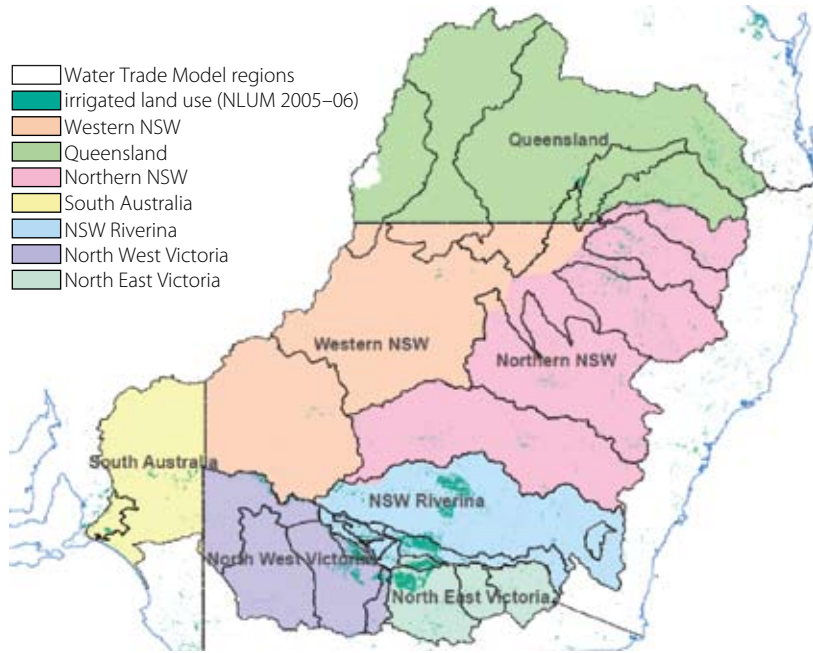 Water Trade Model regions
irrigated land use (NLUM 2005–06)
Western NSW
Queensland
Northern NSW
South Australia
NSW Riverina
North West Victoria
North East Victoria
Queensland
Western NSW
Northern NSW
South Australia
NSW Riverina
North West Victoria
North East Victoria